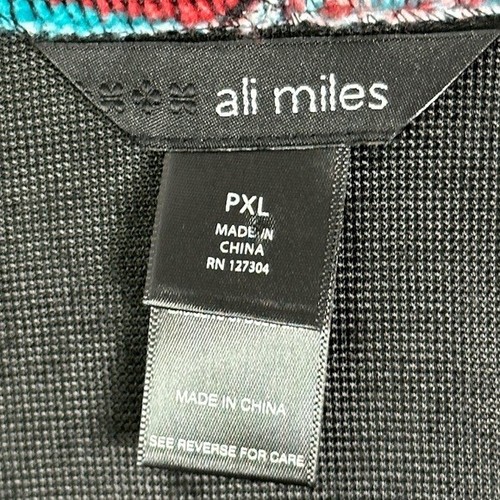 ali miles
PXL
MADE IN
CHINA
RN 127304
MADE IN CHINA
SEE REVERSE FOR CARE